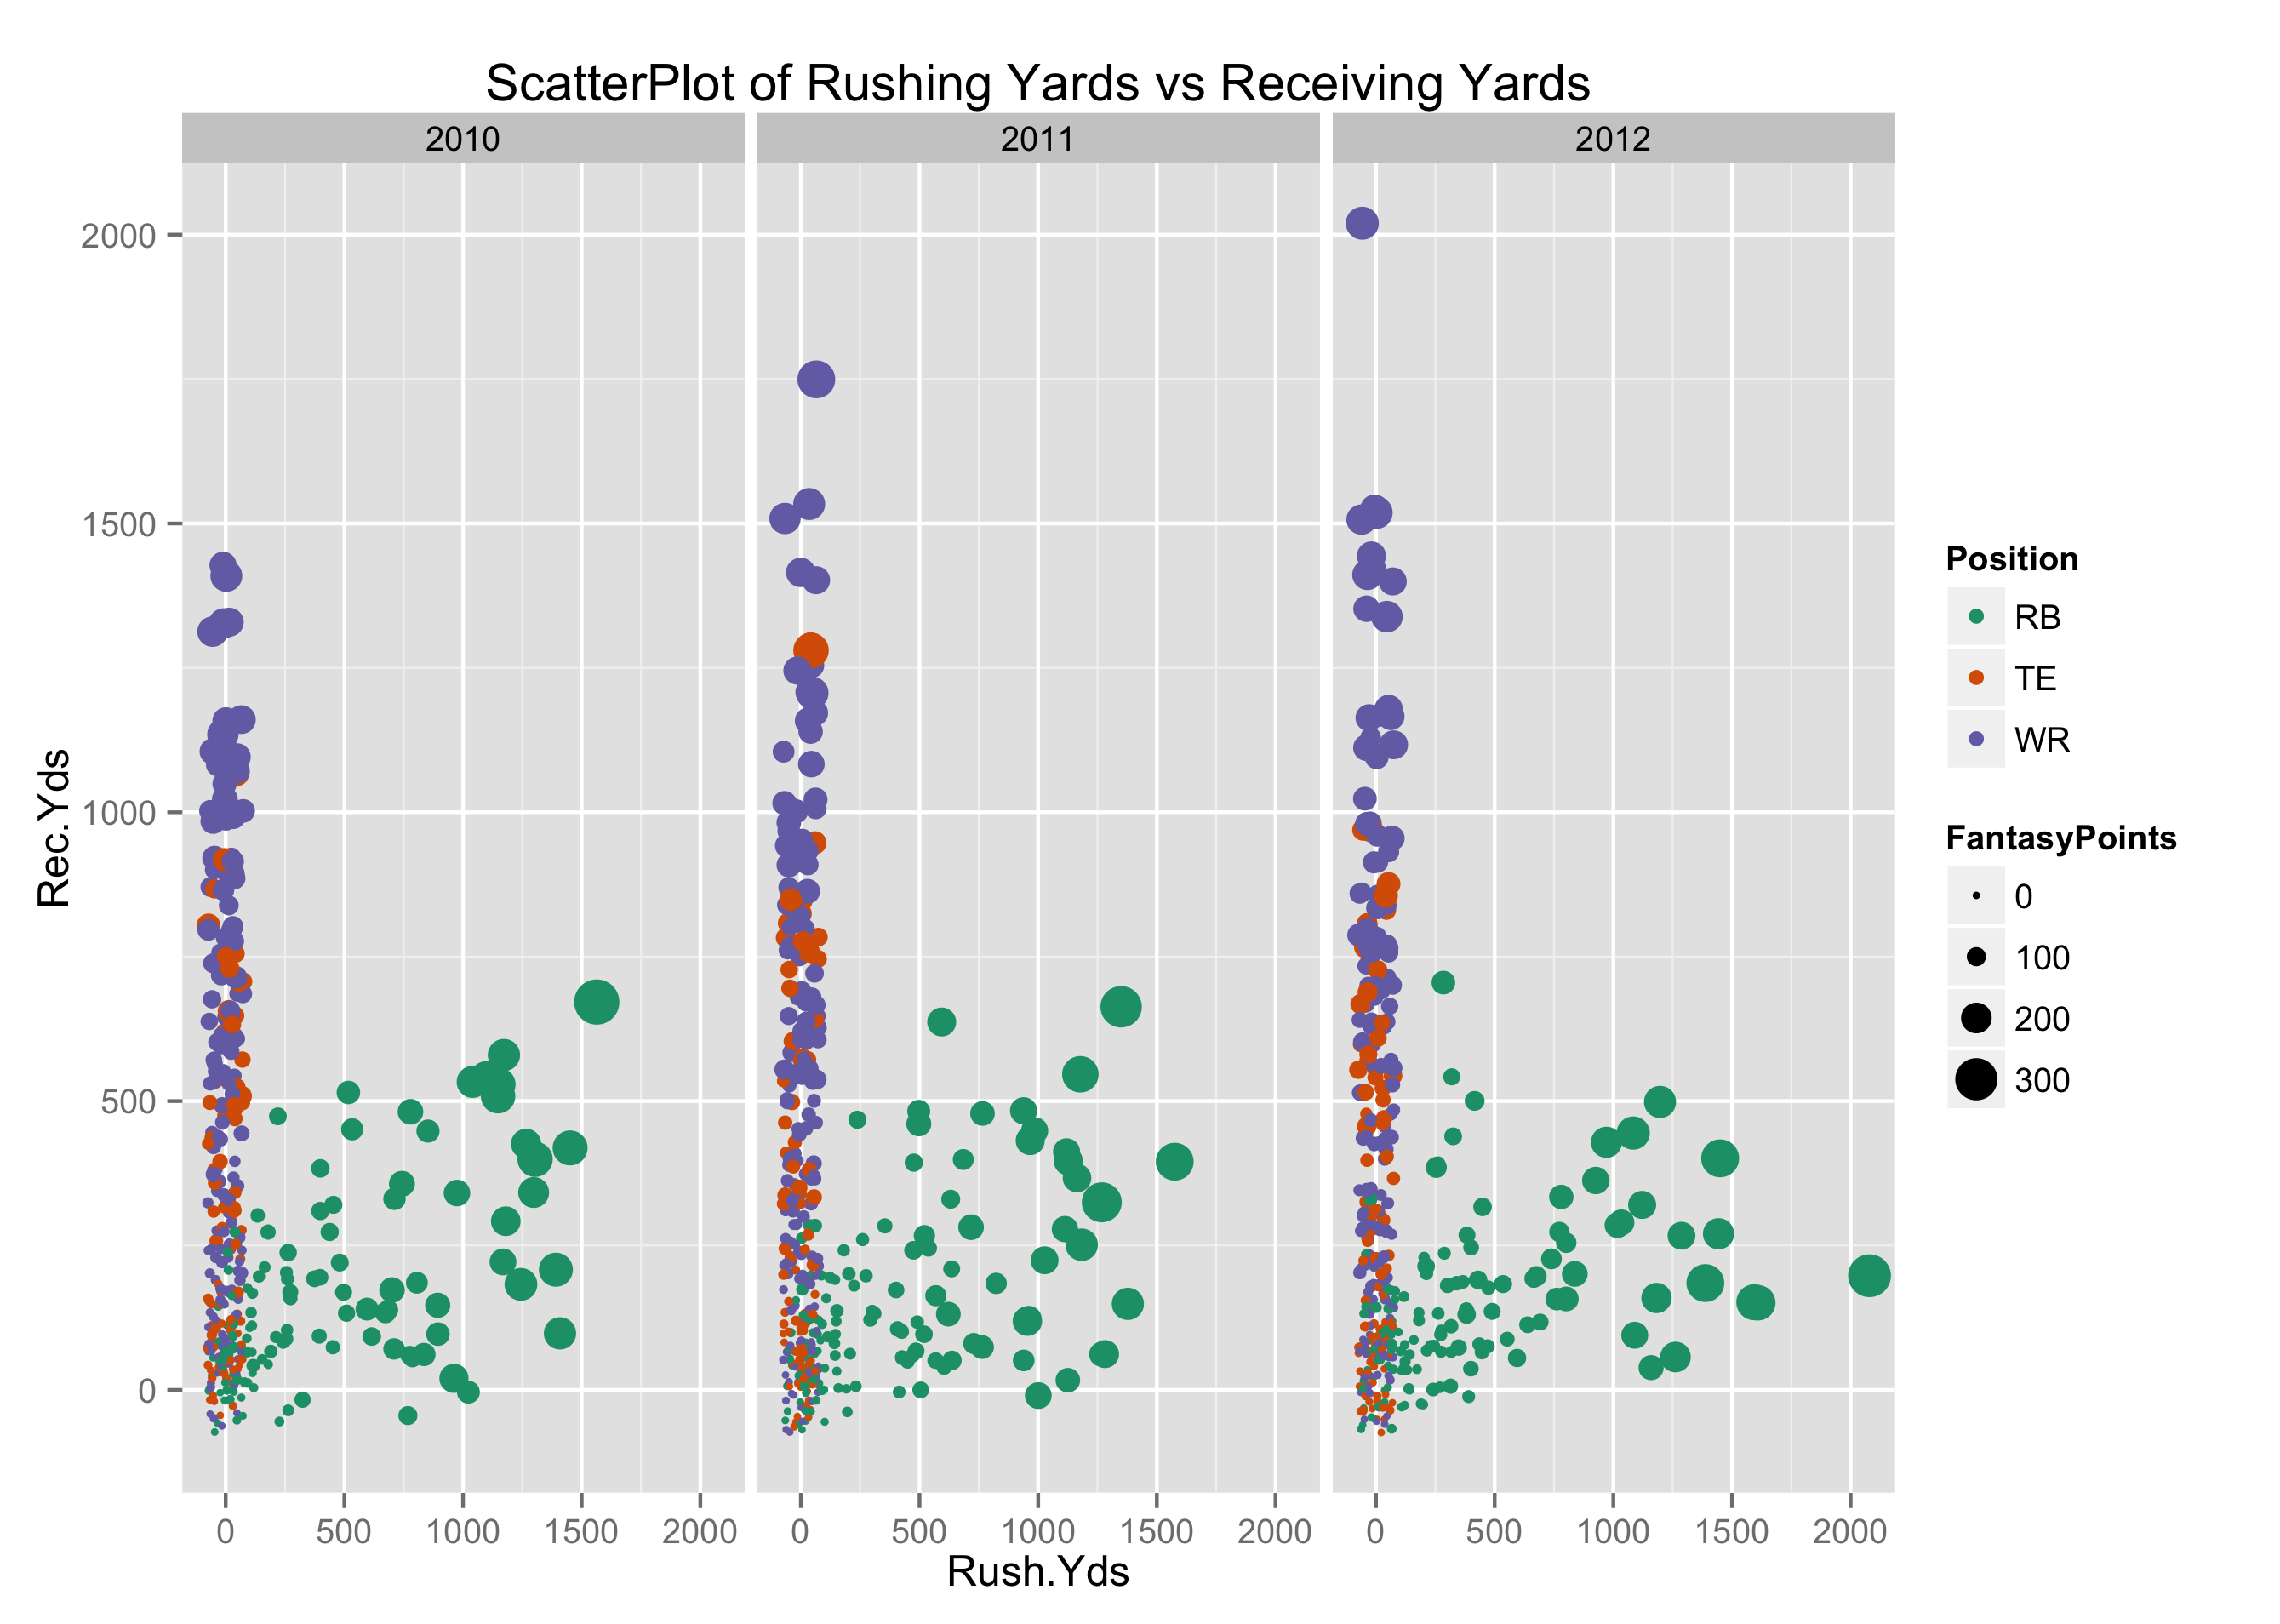 ScatterPlot of Rushing Yards vs Receiving Yards
2010 2011 2012
2000
1500
1000
500
0
Rec.Yds
0 500 1000 1500 2000 0 500 1000 1500 2000 0 500 1000 1500 2000
Rush.Yds
Position
RB
TE
WR
FantasyPoints
0
100
200
300